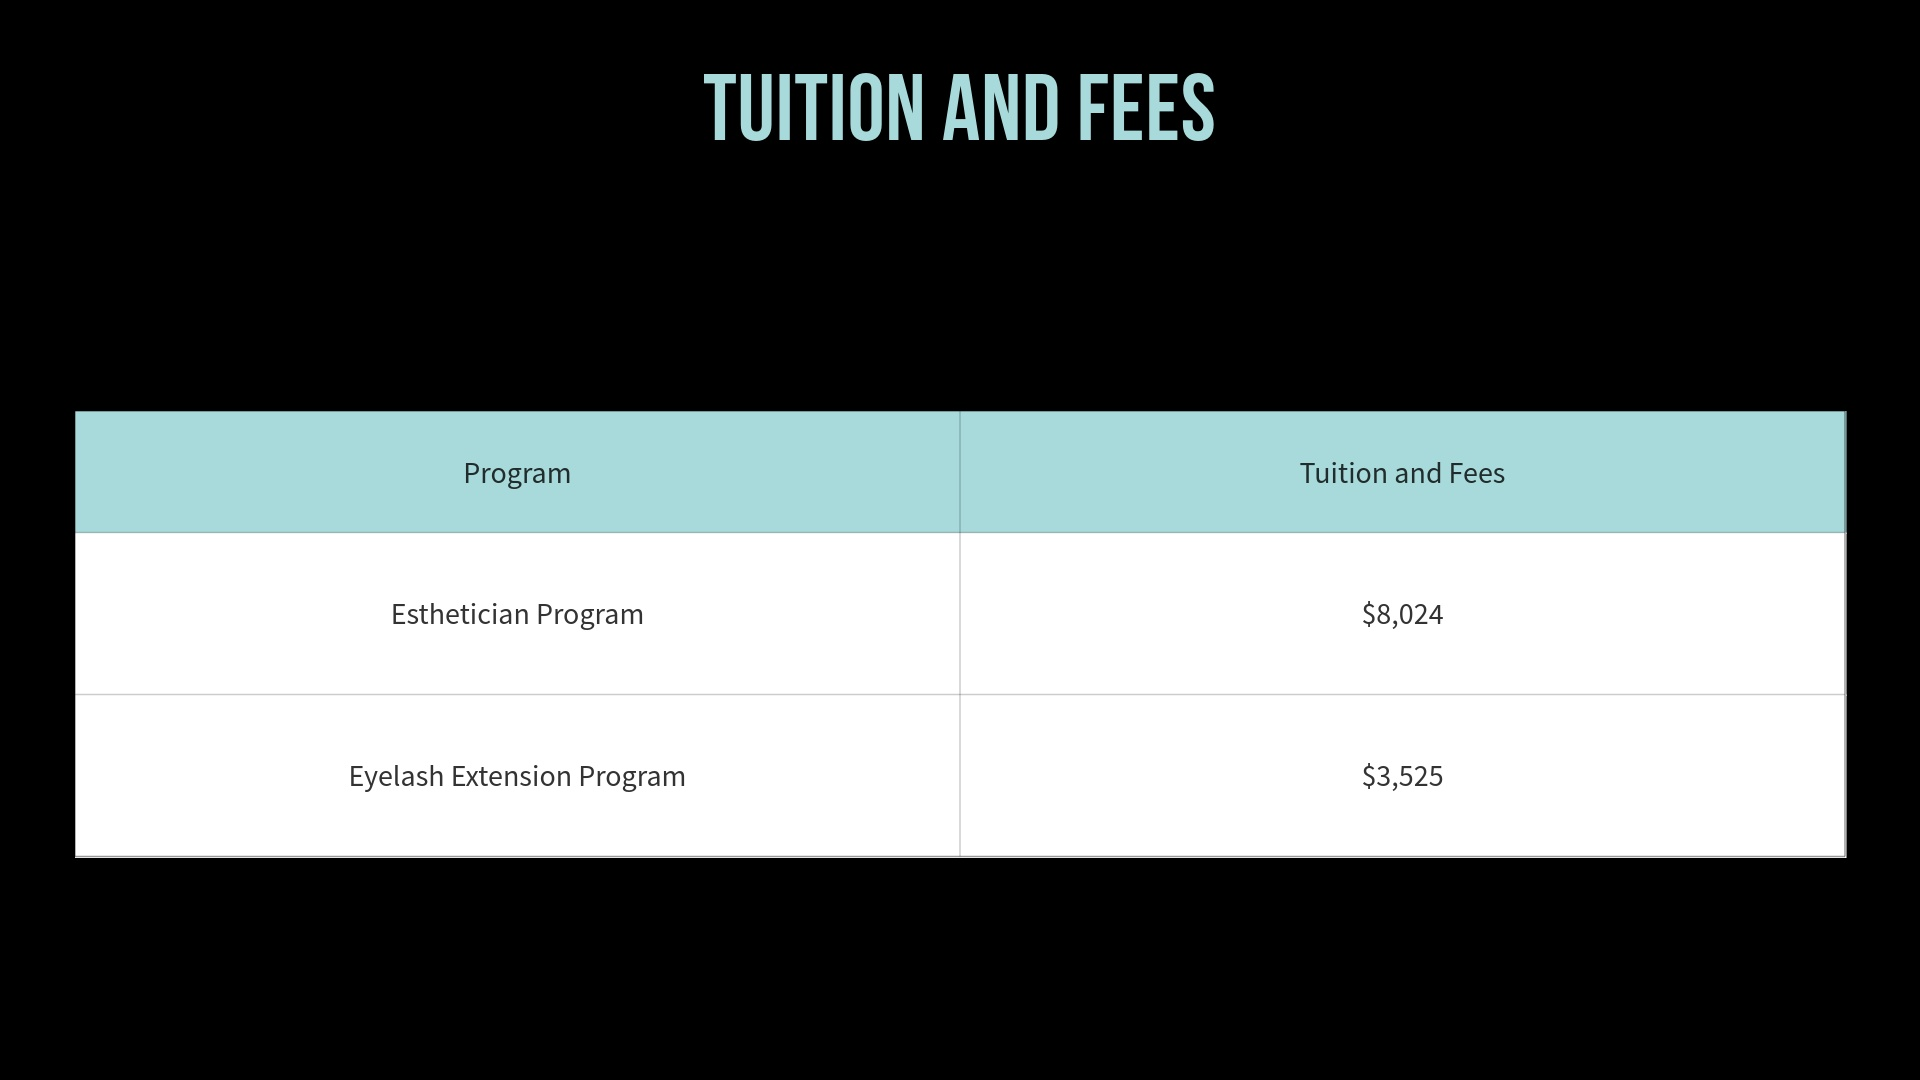 TUITION AND FEES
Program
Tuition and Fees
Esthetician Program
$8,024
Eyelash Extension Program
$3,525